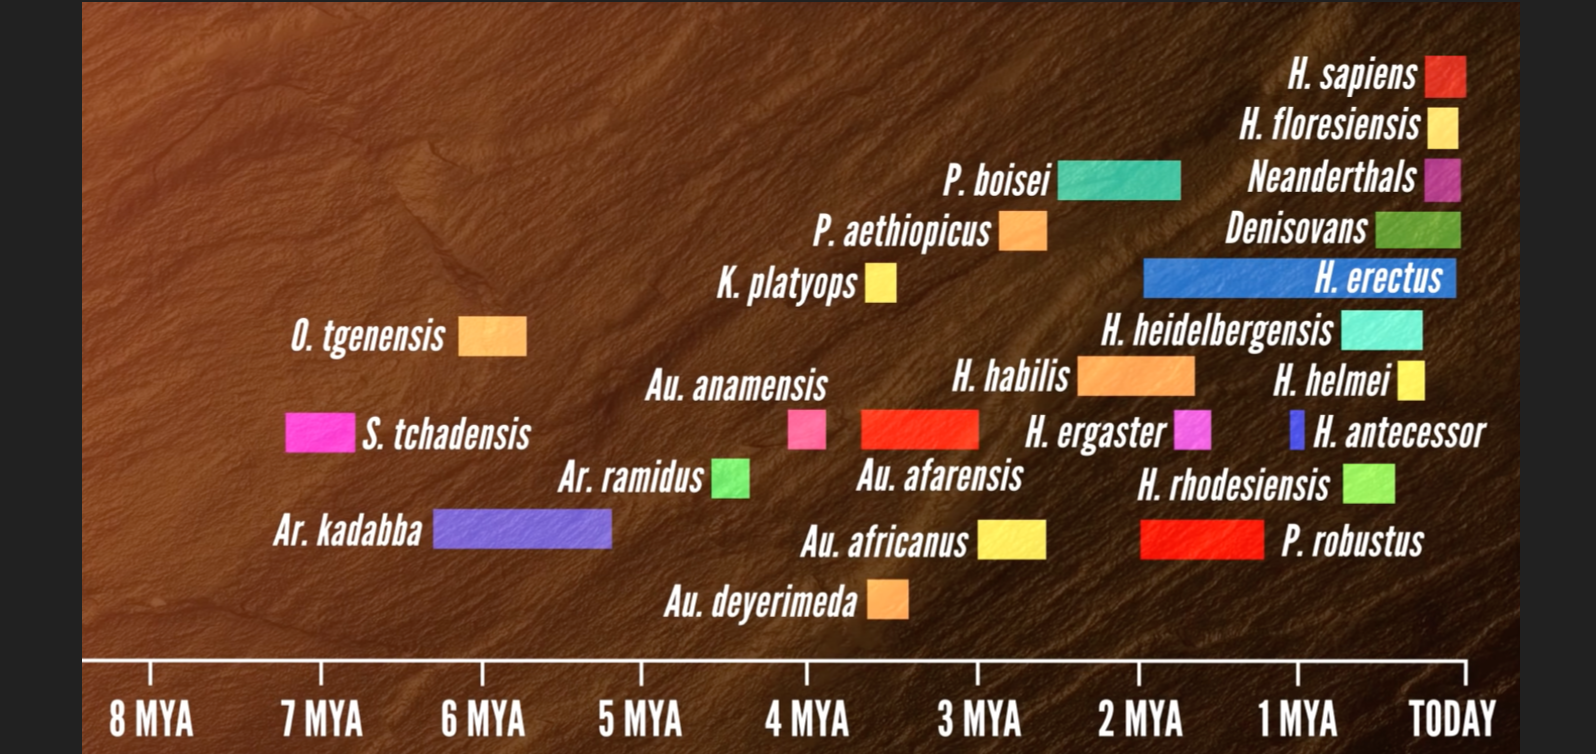 H. sapiens
H. floresiensis
P. boisei
Neanderthals
P. aethiopicus
Denisovans
K. platyops
H. erectus
O. tgenensis
H. heidelbergensis
Au. anamensis
H. habilis
H. helmei
S. tchadensis
H. ergaster
H. antecessor
Ar. ramidus
Au. afarensis
H. rhodesiensis
Ar. kadabba
Au. africanus
P. robustus
Au. deyerimeda
8 MYA
7 MYA
6 MYA
5 MYA
4 MYA
3 MYA
2 MYA
1 MYA
TODAY